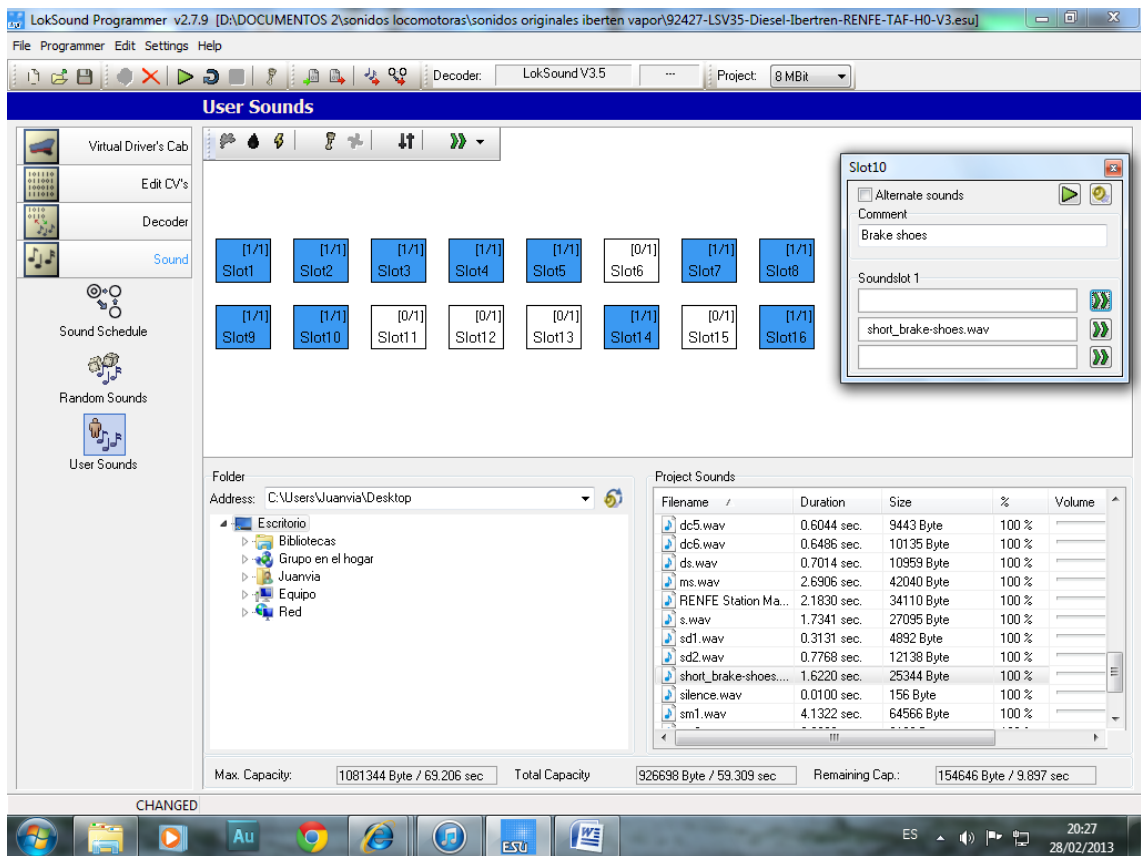 LokSound Programmer v2.7.9 [D:\DOCUMENTOS 2\sonidos locomotoras\sonidos originales iberten vapor\92427-LSV35-Diesel-Ibertren-RENFE-TAF-H0-V3.esu]
File Programmer Edit Settings Help
Decoder: LokSound V3.5 --- Project: 8 MBit
User Sounds
Virtual Driver's Cab
Edit CV's
Decoder
Sound
Sound Schedule
Random Sounds
User Sounds
[1/1] [1/1] [1/1] [1/1] [1/1] [0/1] [1/1] [1/1]
Slot1 Slot2 Slot3 Slot4 Slot5 Slot6 Slot7 Slot8
[1/1] [1/1] [0/1] [0/1] [0/1] [1/1] [0/1] [1/1]
Slot9 Slot10 Slot11 Slot12 Slot13 Slot14 Slot15 Slot16
Slot10
Alternate sounds
Comment
Brake shoes
Soundslot 1
short_brake-shoes.wav
Folder
Address: C:\Users\Juanvia\Desktop
Escritorio
Bibliotecas
Grupo en el hogar
Juanvia
Equipo
Red
Project Sounds
Filename / Duration Size % Volume
dc5.wav 0.6044 sec. 9443 Byte 100 %
dc6.wav 0.6486 sec. 10135 Byte 100 %
ds.wav 0.7014 sec. 10959 Byte 100 %
ms.wav 2.6906 sec. 42040 Byte 100 %
RENFE Station Ma... 2.1830 sec. 34110 Byte 100 %
s.wav 1.7341 sec. 27095 Byte 100 %
sd1.wav 0.3131 sec. 4892 Byte 100 %
sd2.wav 0.7768 sec. 12138 Byte 100 %
short_brake-shoes.... 1.6220 sec. 25344 Byte 100 %
silence.wav 0.0100 sec. 156 Byte 100 %
sm1.wav 4.1322 sec. 64566 Byte 100 %
Max. Capacity: 1081344 Byte / 69.206 sec Total Capacity 926698 Byte / 59.309 sec Remaining Cap.: 154646 Byte / 9.897 sec
CHANGED
Au
ESU
ES
20:27
28/02/2013